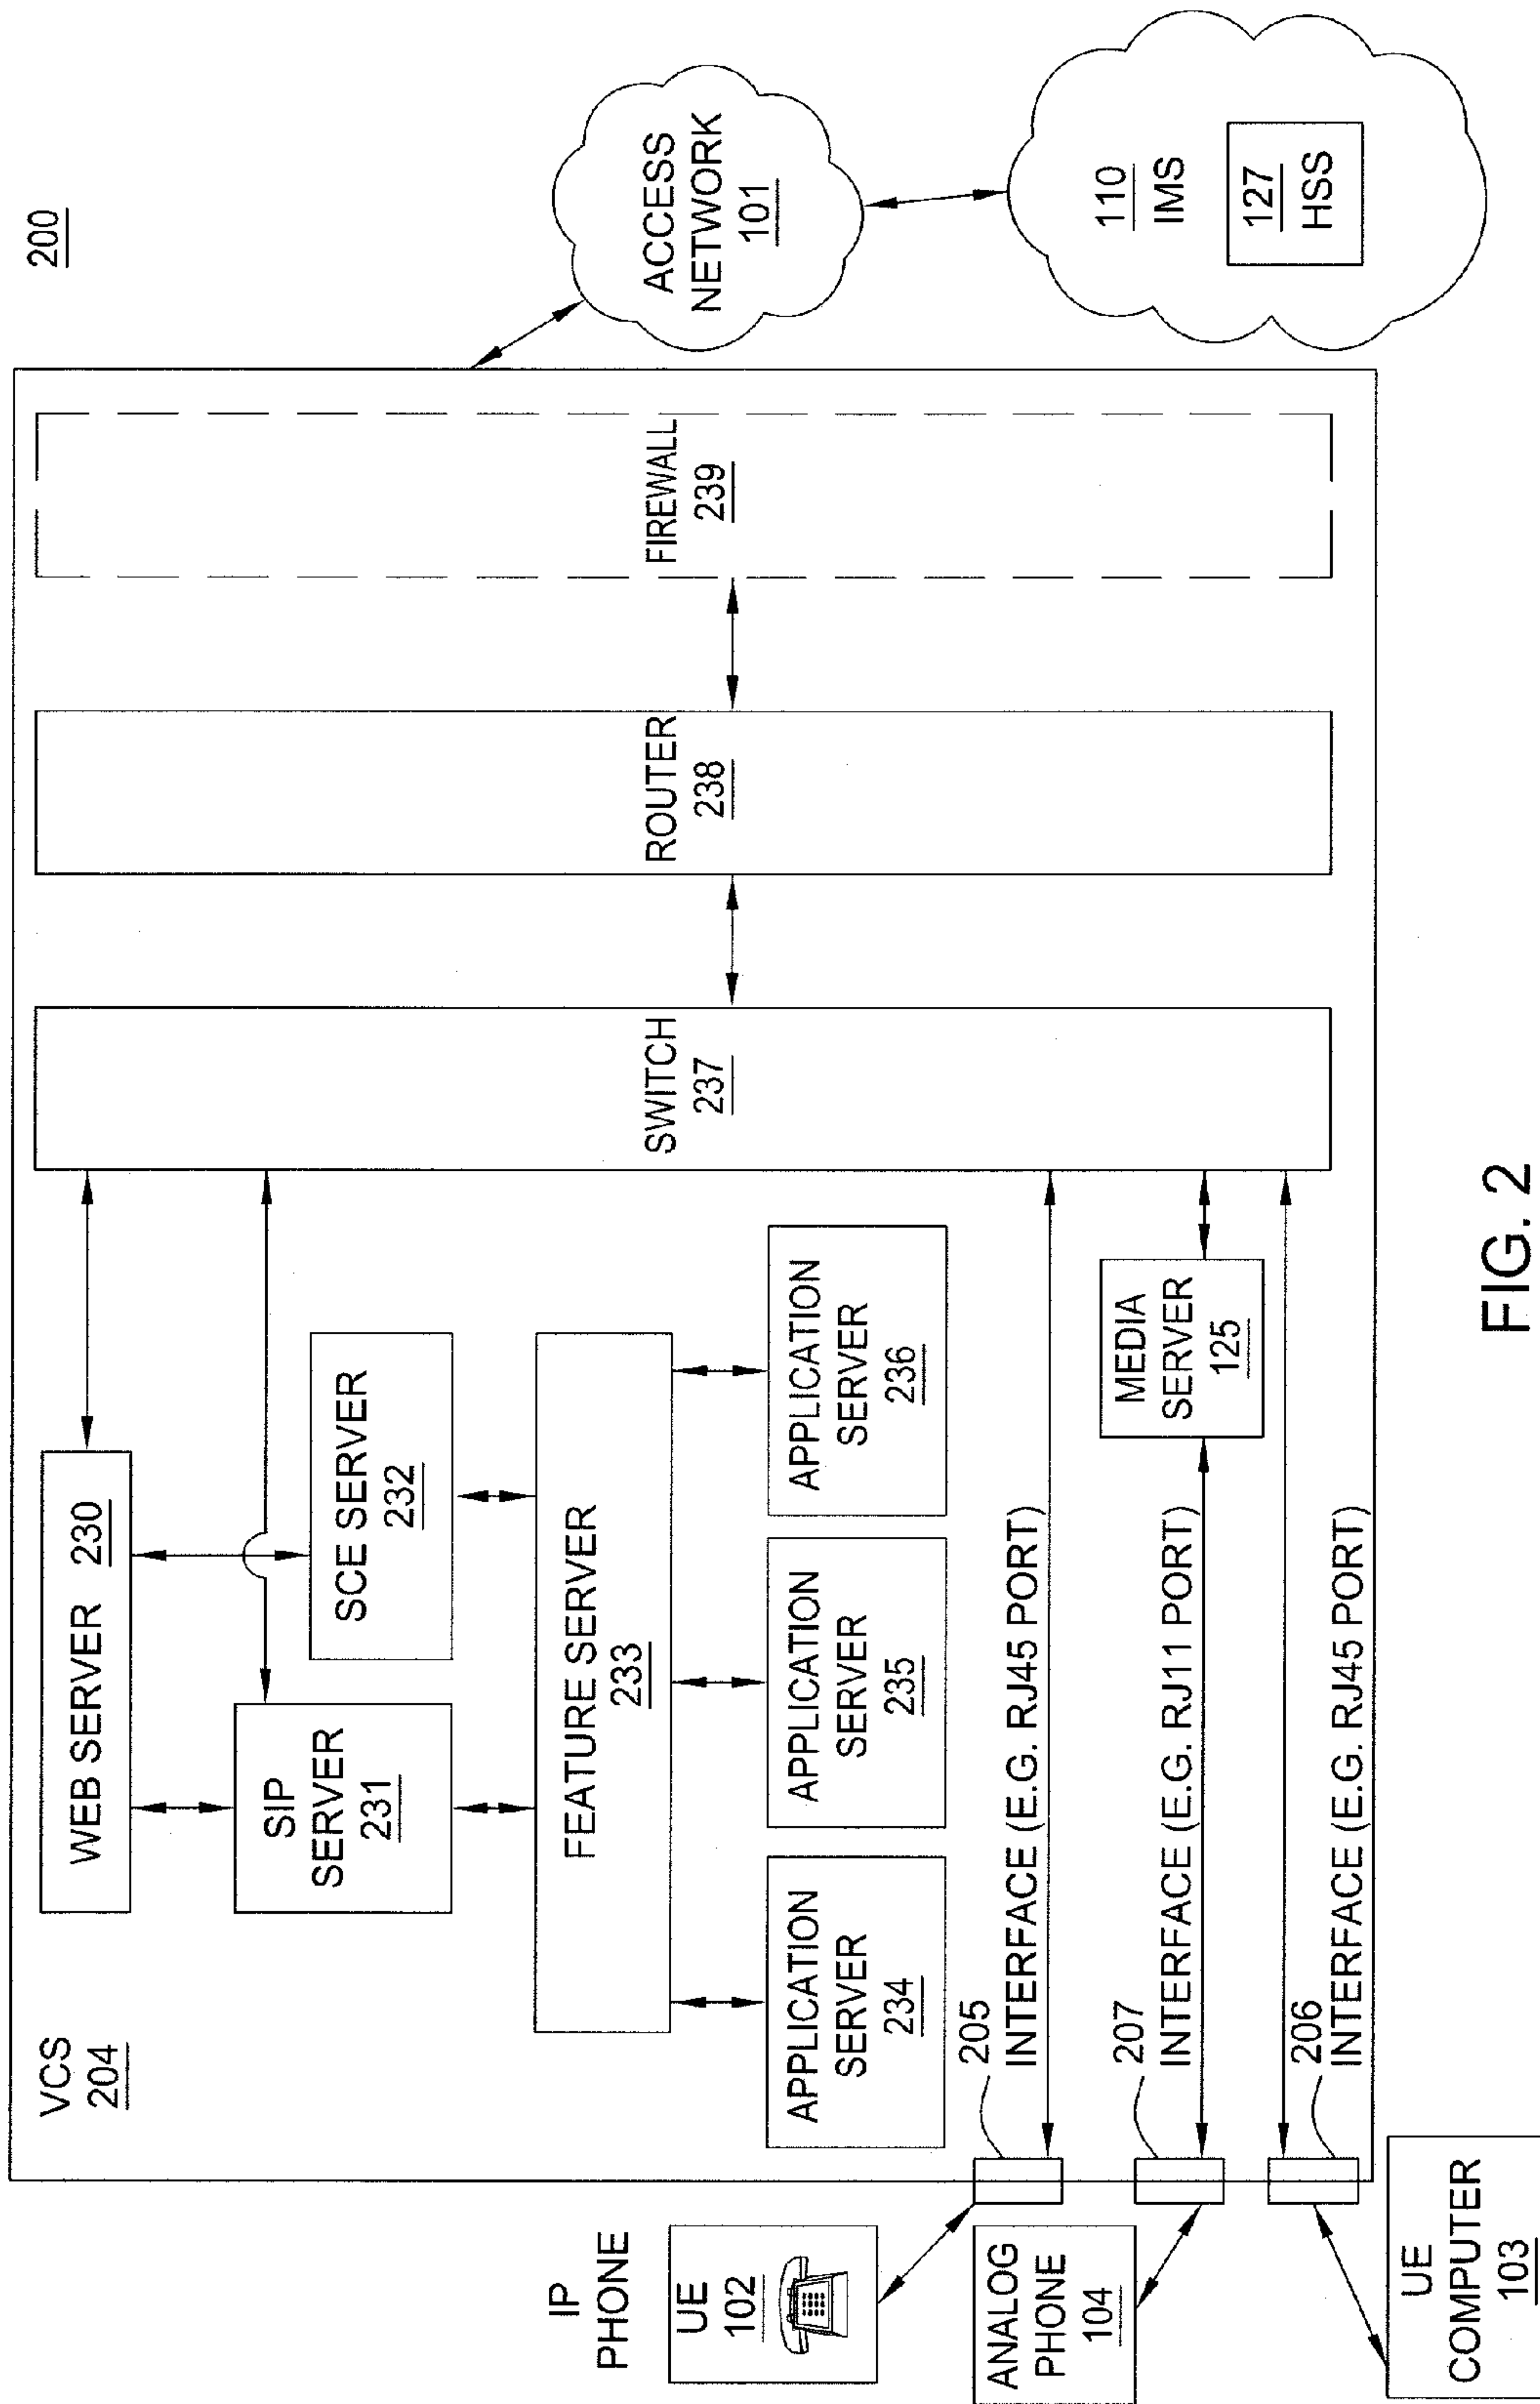 200
VCS
204
WEB SERVER 230
SIP
SERVER
231
SCE SERVER
232
FEATURE SERVER
233
APPLICATION
SERVER
234
APPLICATION
SERVER
235
APPLICATION
SERVER
236
SWITCH
237
ROUTER
238
FIREWALL
239
ACCESS
NETWORK
101
110
IMS
127
HSS
IP
PHONE
UE
102
ANALOG
PHONE
104
UE
COMPUTER
103
205
INTERFACE (E.G. RJ45 PORT)
207
INTERFACE (E.G. RJ11 PORT)
206
INTERFACE (E.G. RJ45 PORT)
MEDIA
SERVER
125
FIG. 2